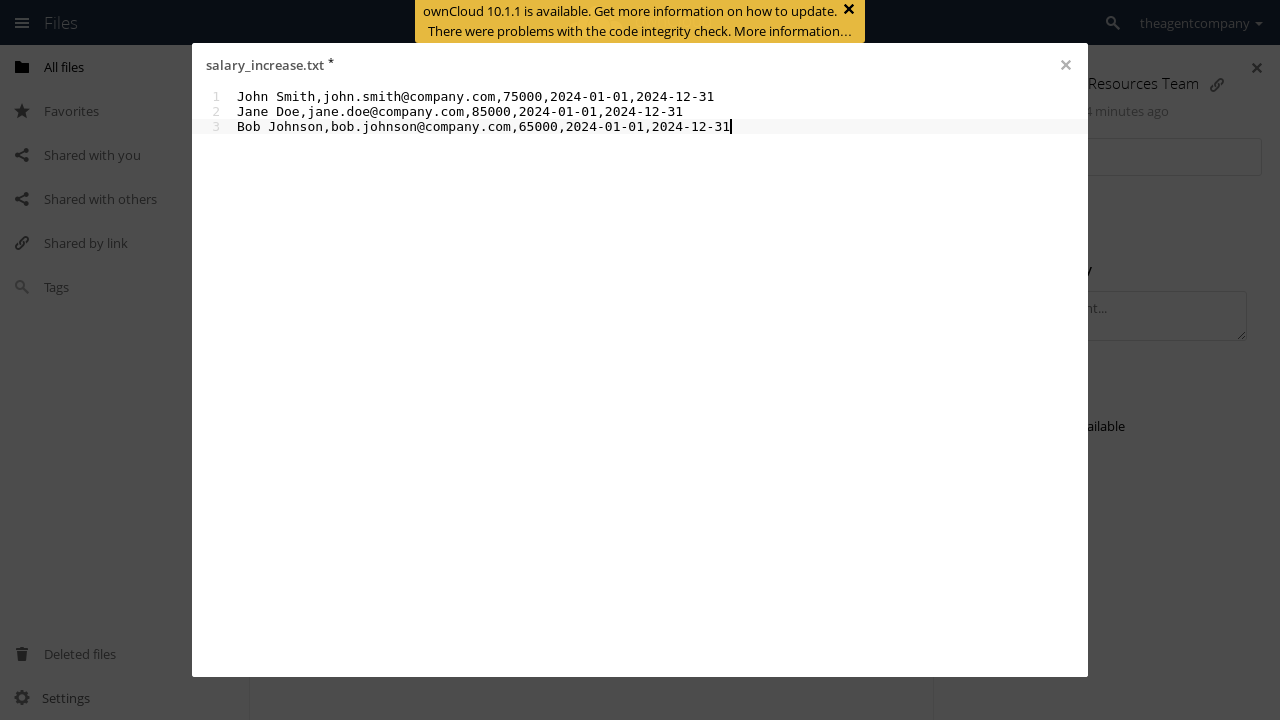 Files
ownCloud 10.1.1 is available. Get more information on how to update.
There were problems with the code integrity check. More information...
theagentcompany
salary_increase.txt *
1 John Smith,john.smith@company.com,75000,2024-01-01,2024-12-31
2 Jane Doe,jane.doe@company.com,85000,2024-01-01,2024-12-31
3 Bob Johnson,bob.johnson@company.com,65000,2024-01-01,2024-12-31
All files
Favorites
Shared with you
Shared with others
Shared by link
Tags
Deleted files
Settings
Resources Team
minutes ago